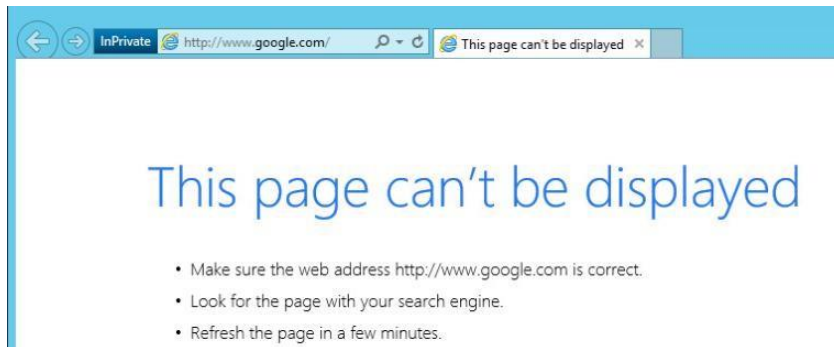 InPrivate http://www.google.com/ This page can't be displayed
This page can't be displayed
• Make sure the web address http://www.google.com is correct.
• Look for the page with your search engine.
• Refresh the page in a few minutes.